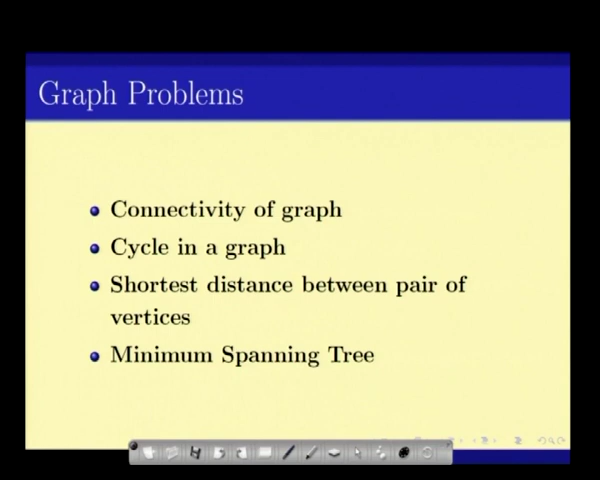 Graph Problems
Connectivity of graph
Cycle in a graph
Shortest distance between pair of
vertices
Minimum Spanning Tree